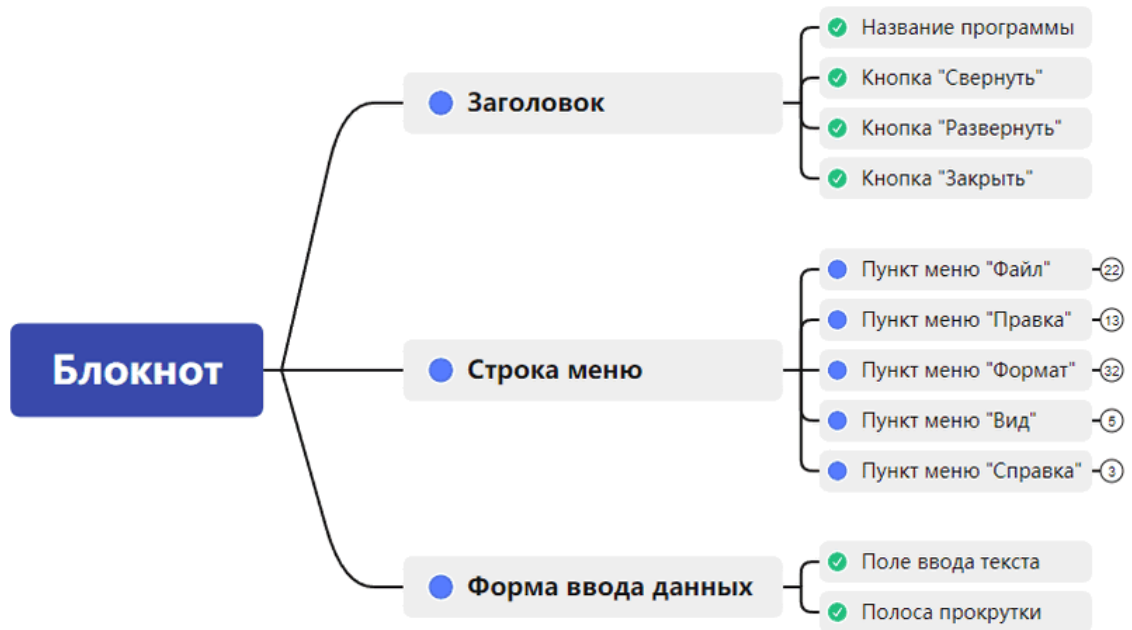 Блокнот
Заголовок
Название программы
Кнопка "Свернуть"
Кнопка "Развернуть"
Кнопка "Закрыть"
Строка меню
Пункт меню "Файл" 22
Пункт меню "Правка" 13
Пункт меню "Формат" 32
Пункт меню "Вид" 5
Пункт меню "Справка" 3
Форма ввода данных
Поле ввода текста
Полоса прокрутки